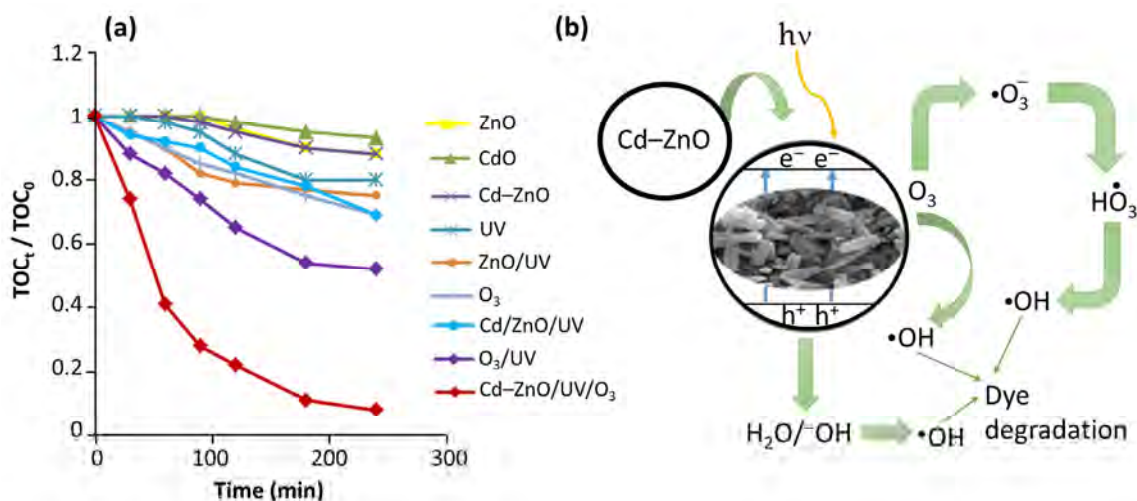 (a)
1.2
1
0.8
0.6
0.4
0.2
0
TOCₜ / TOC₀
0 100 200 300
Time (min)
ZnO
CdO
Cd–ZnO
UV
ZnO/UV
O₃
Cd/ZnO/UV
O₃/UV
Cd–ZnO/UV/O₃
(b)
hν
Cd–ZnO
e⁻ e⁻
h⁺ h⁺
O₃
•O₃⁻
HO•₃
•OH
•OH
H₂O/⁻OH
•OH
Dye
degradation